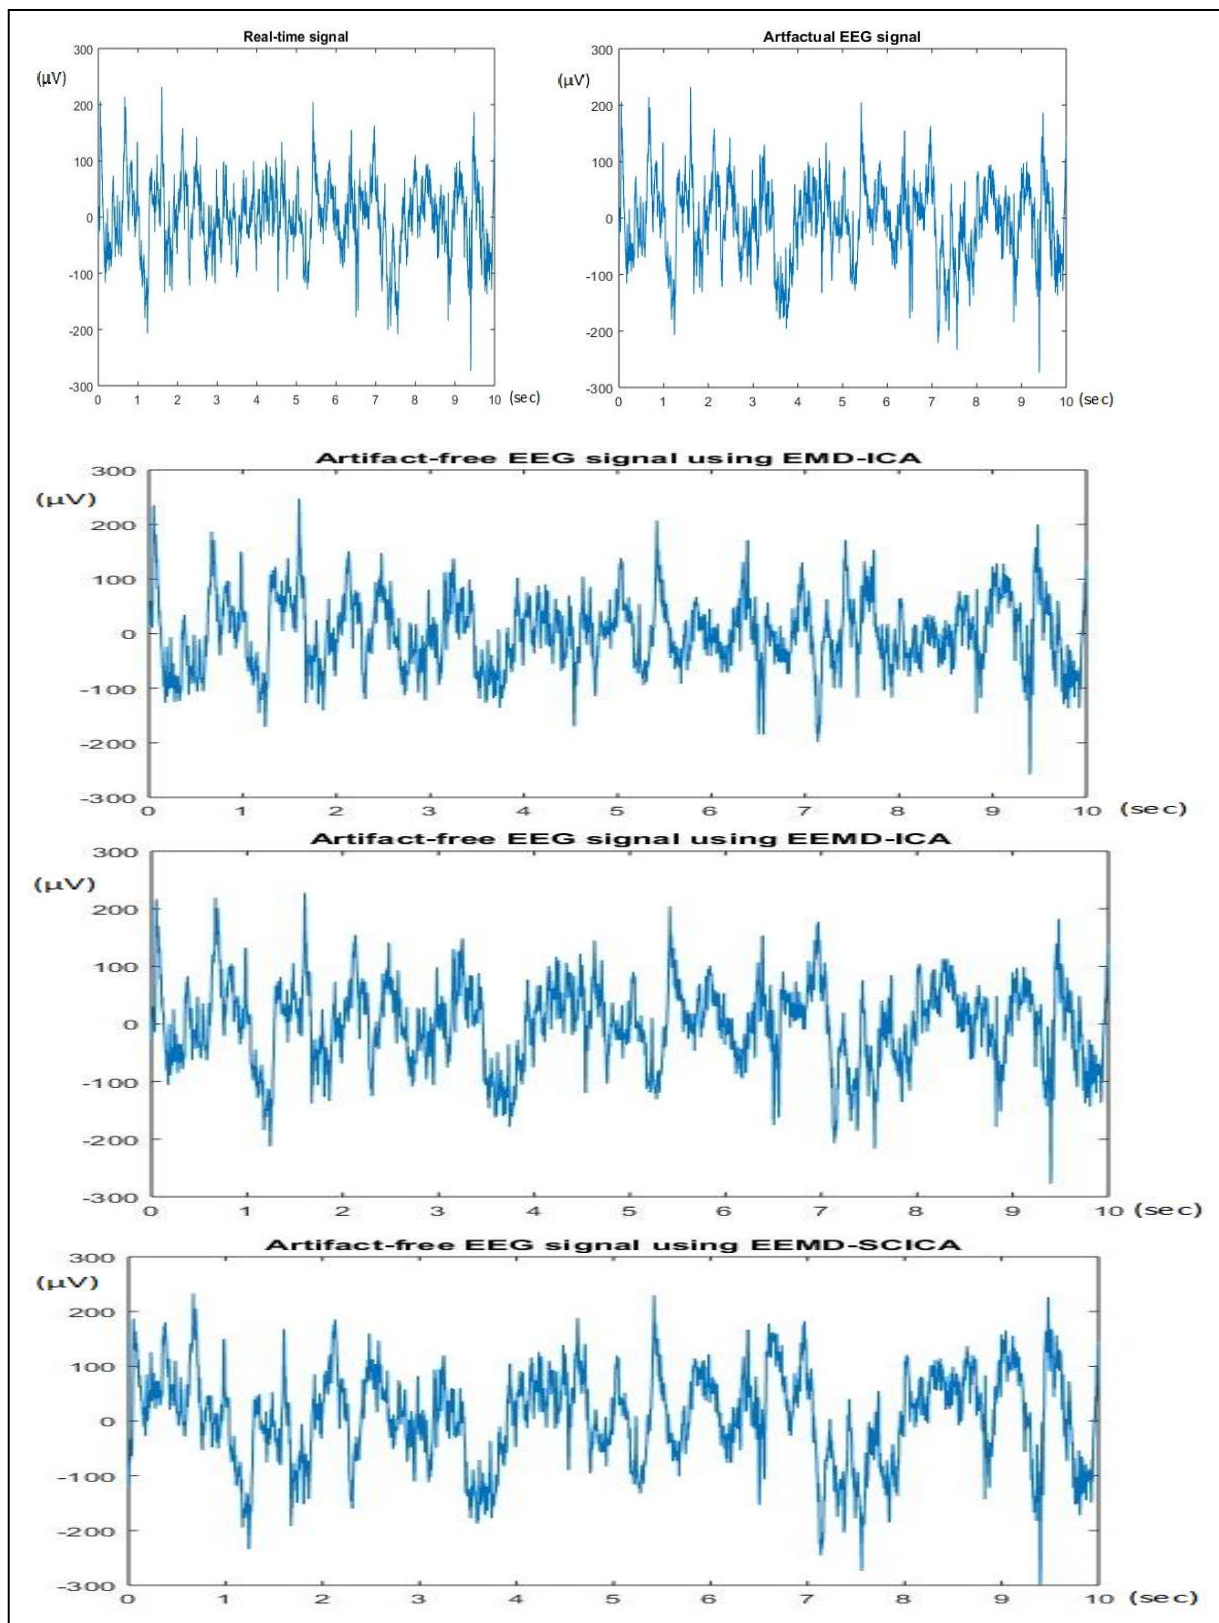 Real-time signal
(µV)
300
200
100
0
-100
-200
-300
0 1 2 3 4 5 6 7 8 9 10 (sec)
Artfactual EEG signal
(µV)
300
200
100
0
-100
-200
-300
0 1 2 3 4 5 6 7 8 9 10 (sec)
Artifact-free EEG signal using EMD-ICA
(µV)
300
200
100
0
-100
-200
-300
0 1 2 3 4 5 6 7 8 9 10 (sec)
Artifact-free EEG signal using EEMD-ICA
(µV)
300
200
100
0
-100
-200
-300
0 1 2 3 4 5 6 7 8 9 10 (sec)
Artifact-free EEG signal using EEMD-SCICA
(µV)
300
200
100
0
-100
-200
-300
0 1 2 3 4 5 6 7 8 9 10 (sec)